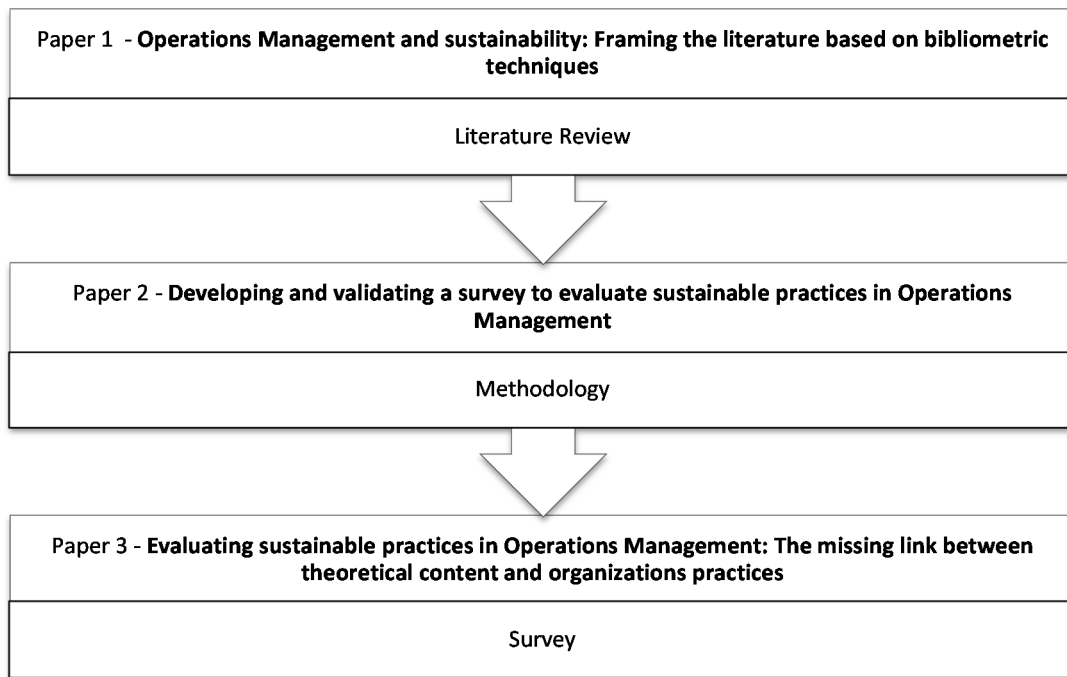 Paper 1 - Operations Management and sustainability: Framing the literature based on bibliometric
techniques
Literature Review
Paper 2 - Developing and validating a survey to evaluate sustainable practices in Operations
Management
Methodology
Paper 3 - Evaluating sustainable practices in Operations Management: The missing link between
theoretical content and organizations practices
Survey